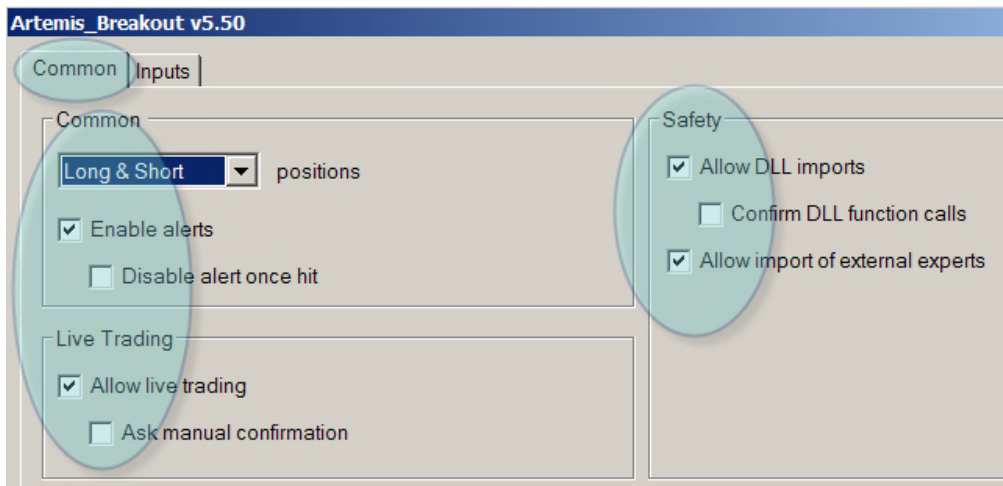 Artemis_Breakout v5.50
Common Inputs
Common
Long & Short positions
Enable alerts
Disable alert once hit
Live Trading
Allow live trading
Ask manual confirmation
Safety
Allow DLL imports
Confirm DLL function calls
Allow import of external experts